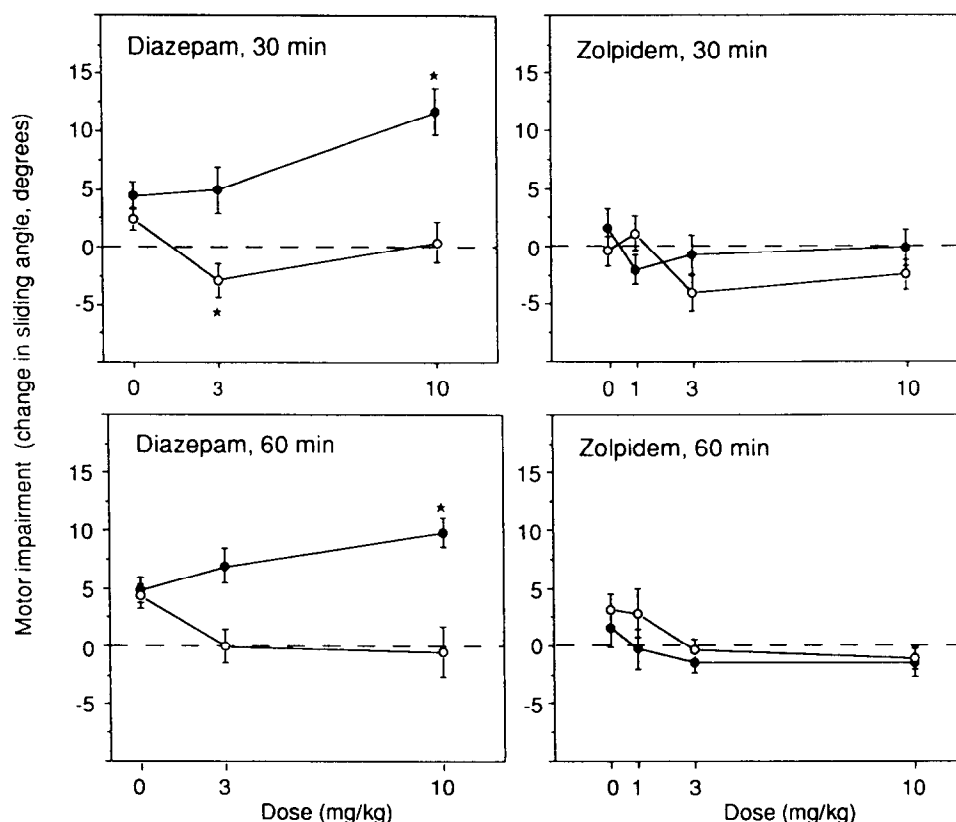 Motor impairment (change in sliding angle, degrees)
Diazepam, 30 min
15
10
5
0
-5
0 3 10
Zolpidem, 30 min
15
10
5
0
-5
0 1 3 10
Diazepam, 60 min
15
10
5
0
-5
0 3 10
Dose (mg/kg)
Zolpidem, 60 min
15
10
5
0
-5
0 1 3 10
Dose (mg/kg)